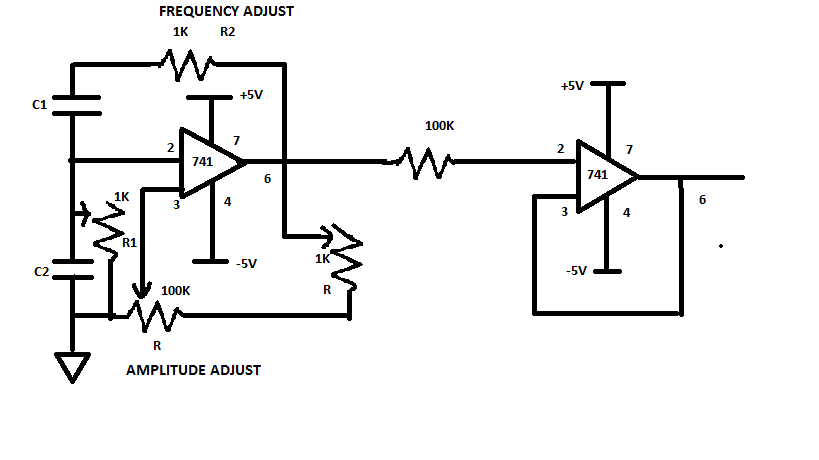 FREQUENCY ADJUST
1K R2
C1
+5V
+5V
2
7
741
6
3
4
-5V
100K
2
7
741
6
3
4
-5V
1K
R1
C2
1K
R
100K
R
AMPLITUDE ADJUST